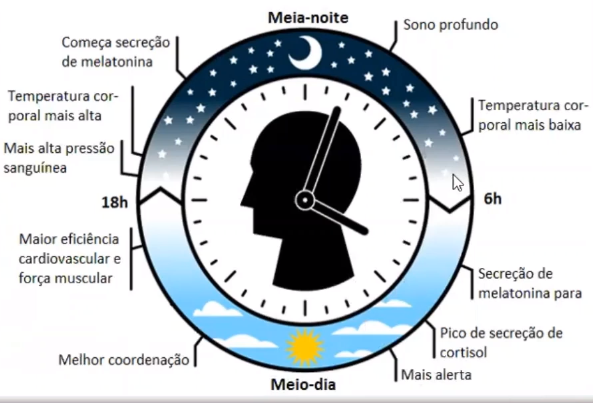 Meia-noite
Sono profundo
Começa secreção
de melatonina
Temperatura cor-
poral mais alta
Temperatura cor-
poral mais baixa
Mais alta pressão
sanguínea
18h
6h
Maior eficiência
cardiovascular e
força muscular
Secreção de
melatonina para
Pico de secreção de
cortisol
Melhor coordenação
Mais alerta
Meio-dia